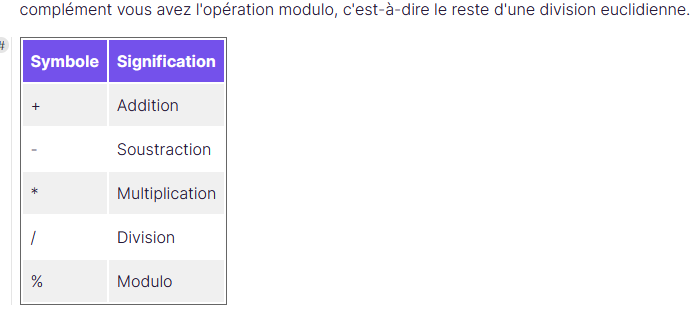 complément vous avez l'opération modulo, c'est-à-dire le reste d'une division euclidienne.
#
Symbole Signification
+ Addition
- Soustraction
* Multiplication
/ Division
% Modulo